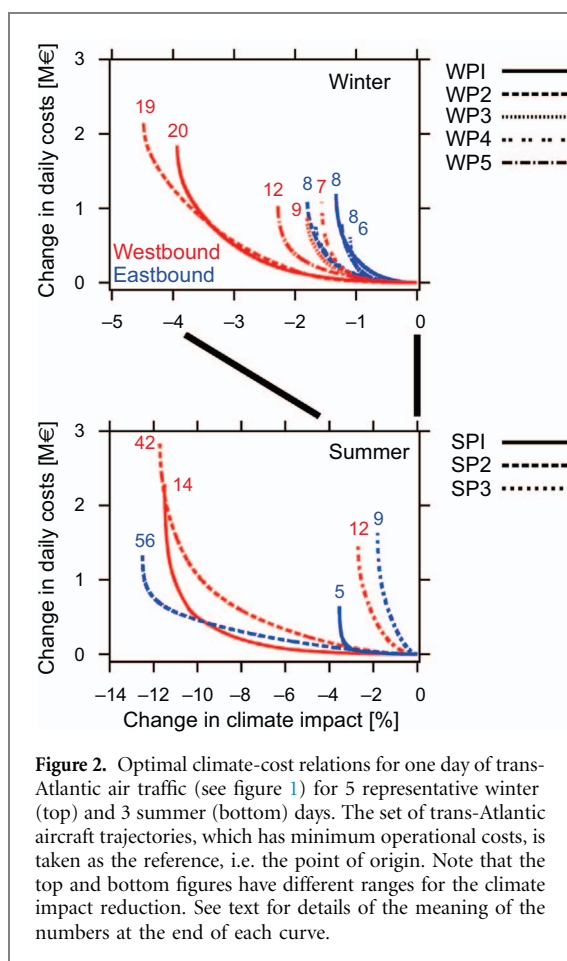 3
2
1
0
Change in daily costs [M€]
Winter
19
20
12
9
8
7
8
8
6
Westbound
Eastbound
–5 –4 –3 –2 –1 0
WP1
WP2
WP3
WP4
WP5
3
2
1
0
Change in daily costs [M€]
Summer
42
14
56
5
12
9
–14 –12 –10 –8 –6 –4 –2 0
Change in climate impact [%]
SP1
SP2
SP3
Figure 2. Optimal climate-cost relations for one day of trans-
Atlantic air traffic (see figure 1) for 5 representative winter
(top) and 3 summer (bottom) days. The set of trans-Atlantic
aircraft trajectories, which has minimum operational costs, is
taken as the reference, i.e. the point of origin. Note that the
top and bottom figures have different ranges for the climate
impact reduction. See text for details of the meaning of the
numbers at the end of each curve.